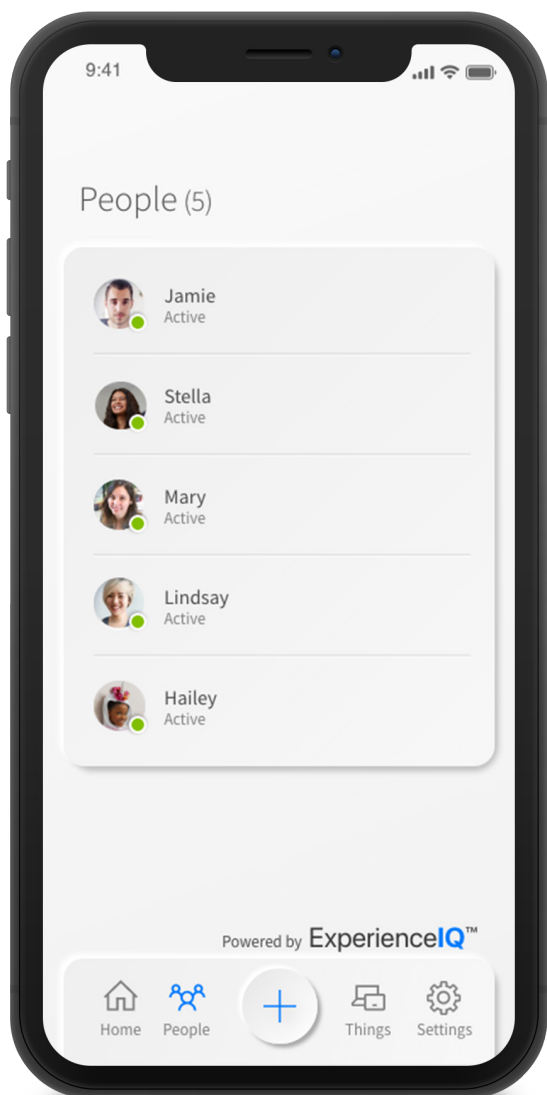 9:41
People (5)
Jamie
Active
Stella
Active
Mary
Active
Lindsay
Active
Hailey
Active
Powered by ExperienceIQ™
Home People Things Settings